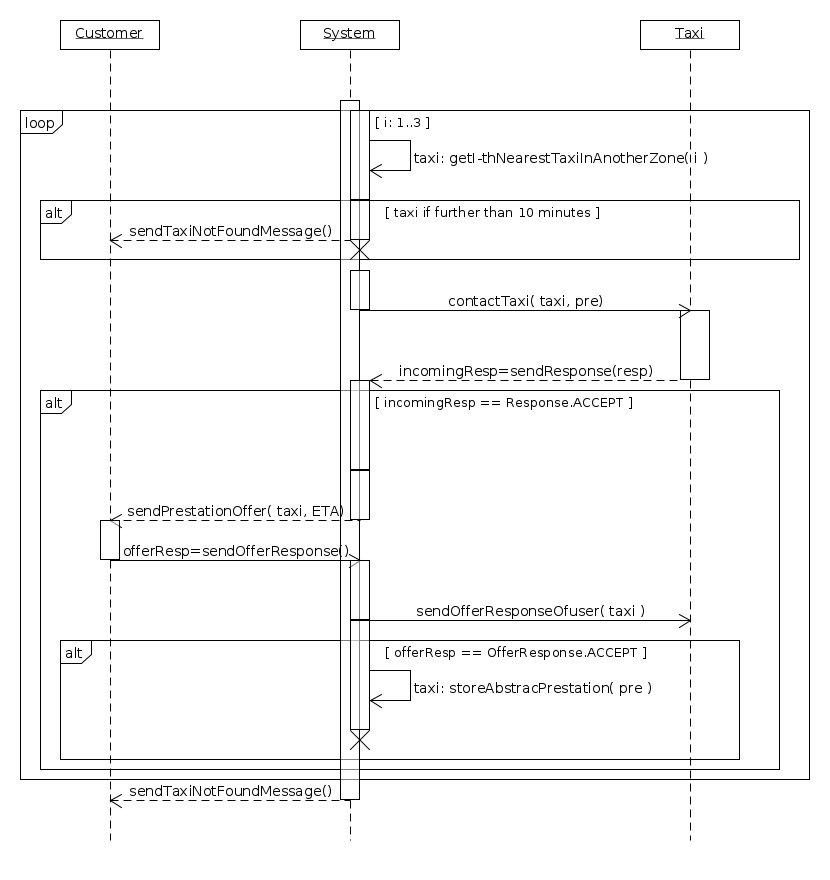 Customer System Taxi
loop [ i: 1..3 ]
taxi: getI-thNearestTaxiInAnotherZone( i )
alt [ taxi if further than 10 minutes ]
sendTaxiNotFoundMessage()
contactTaxi( taxi, pre)
incomingResp=sendResponse(resp)
alt [ incomingResp == Response.ACCEPT ]
sendPrestationOffer( taxi, ETA)
offerResp=sendOfferResponse()
sendOfferResponseOfuser( taxi )
alt [ offerResp == OfferResponse.ACCEPT ]
taxi: storeAbstracPrestation( pre )
sendTaxiNotFoundMessage()